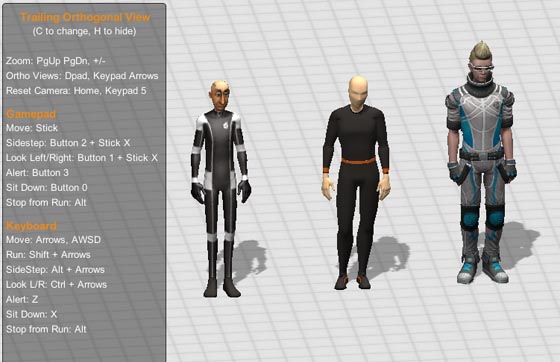 Trailing Orthogonal View
(C to change, H to hide)
Zoom: PgUp PgDn, +/-
Ortho Views: Dpad, Keypad Arrows
Reset Camera: Home, Keypad 5
Gamepad
Move: Stick
Sidestep: Button 2 + Stick X
Look Left/Right: Button 1 + Stick X
Alert: Button 3
Sit Down: Button 0
Stop from Run: Alt
Keyboard
Move: Arrows, AWSD
Run: Shift + Arrows
SideStep: Alt + Arrows
Look L/R: Ctrl + Arrows
Alert: Z
Sit Down: X
Stop from Run: Alt